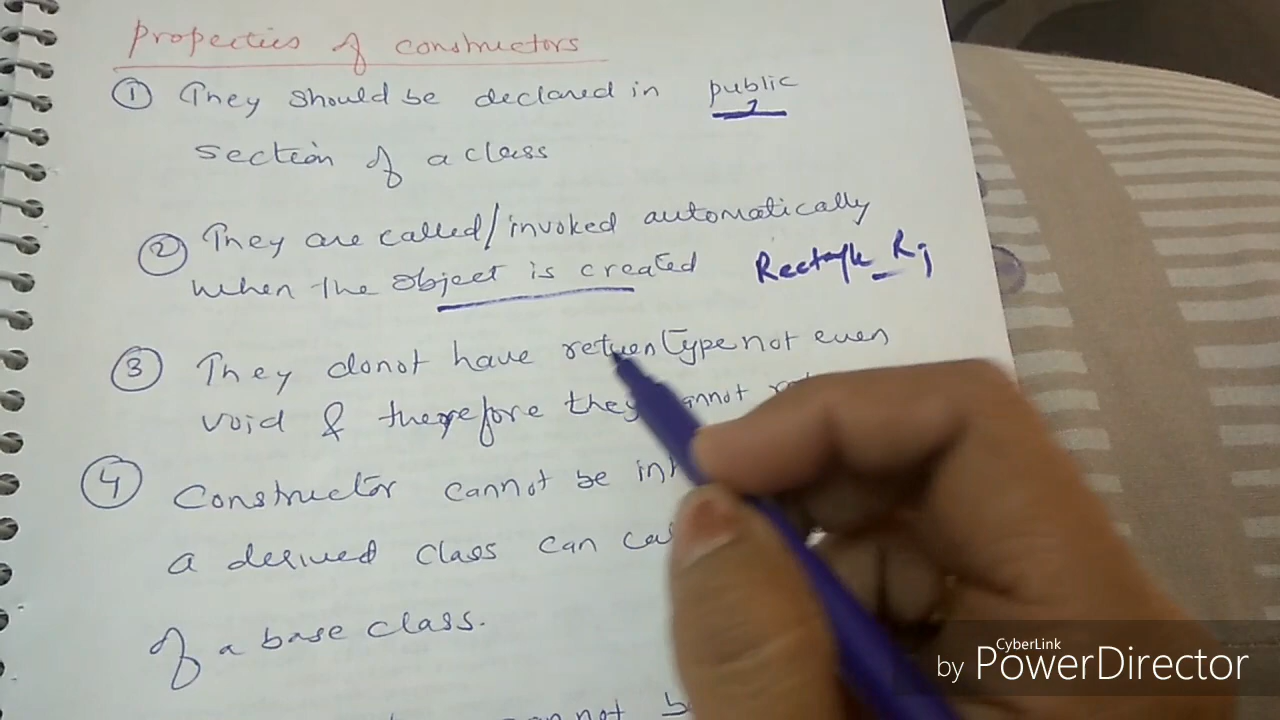 Properties of constructors
① They should be declared in public
section of a class
② They are called/invoked automatically
when the object is created Rectangle R;
③ They donot have return type not even
void & therefore they cannot
④ Constructor cannot be
a derived class can
of a base class.
cannot
CyberLink
by PowerDirector